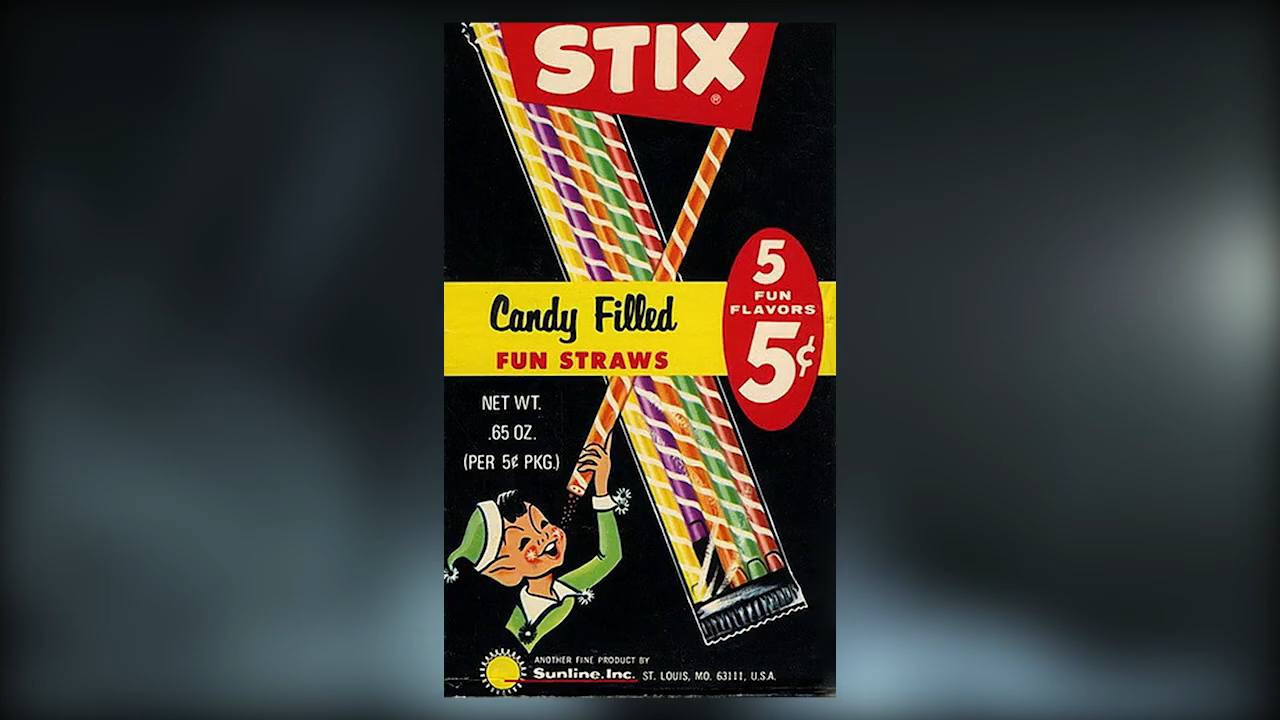 STIX
®
Candy Filled
FUN STRAWS
5
FUN
FLAVORS
5¢
NET WT.
.65 OZ.
(PER 5¢ PKG.)
ANOTHER FINE PRODUCT BY
Sunline, Inc. ST. LOUIS, MO. 63111, U.S.A.